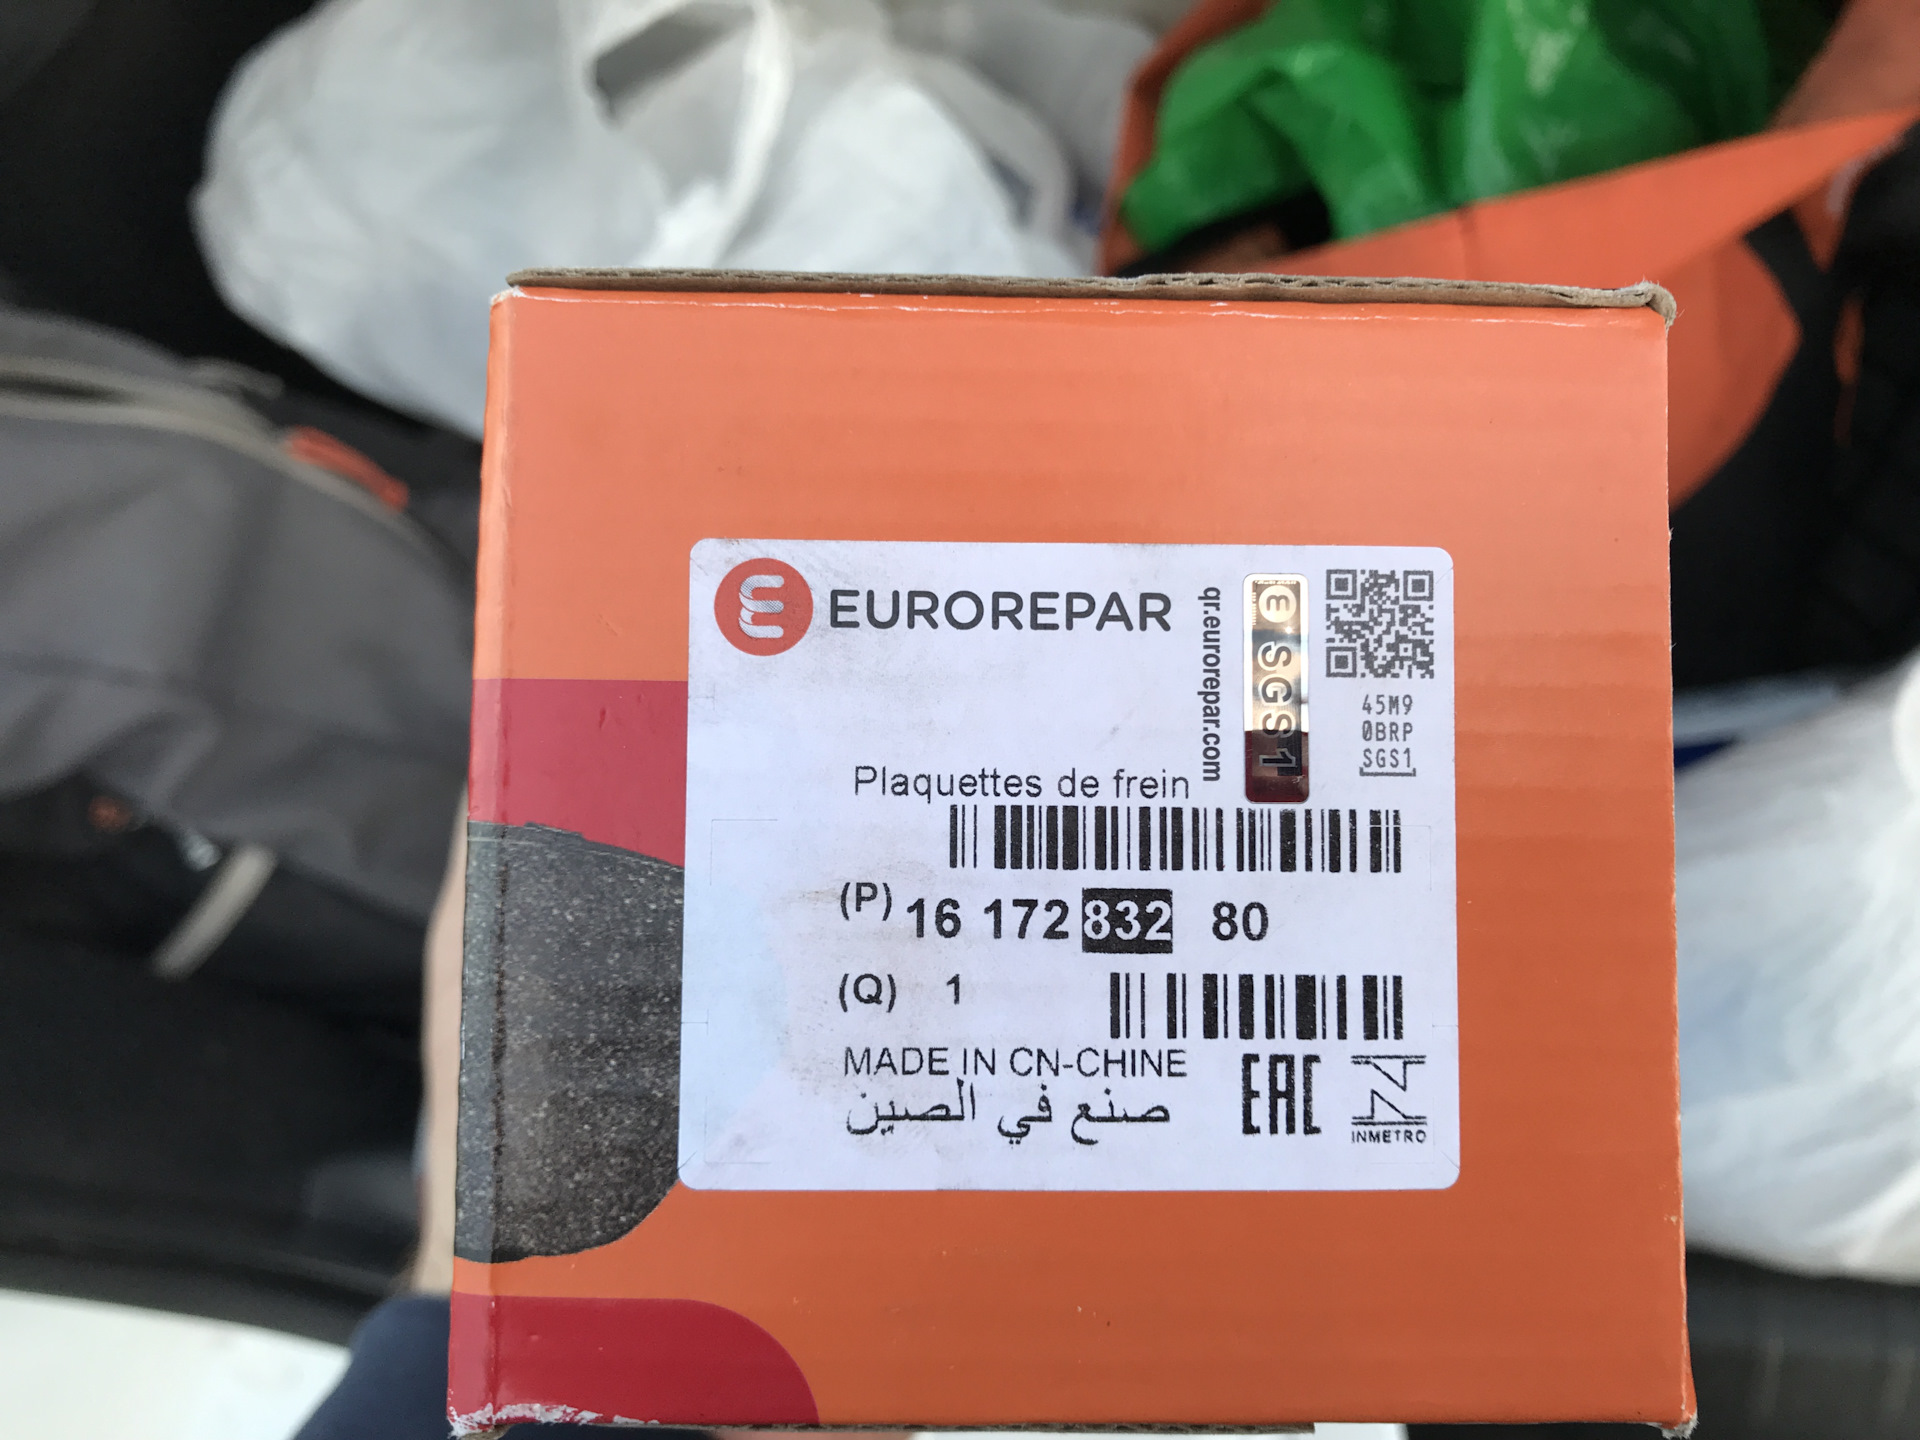 EUROREPAR
qr.eurorepar.com
SGS1
45M9
0BRP
SGS1
Plaquettes de frein
(P) 16 172 832 80
(Q) 1
MADE IN CN-CHINE
صنع في الصين
EAC
INMETRO